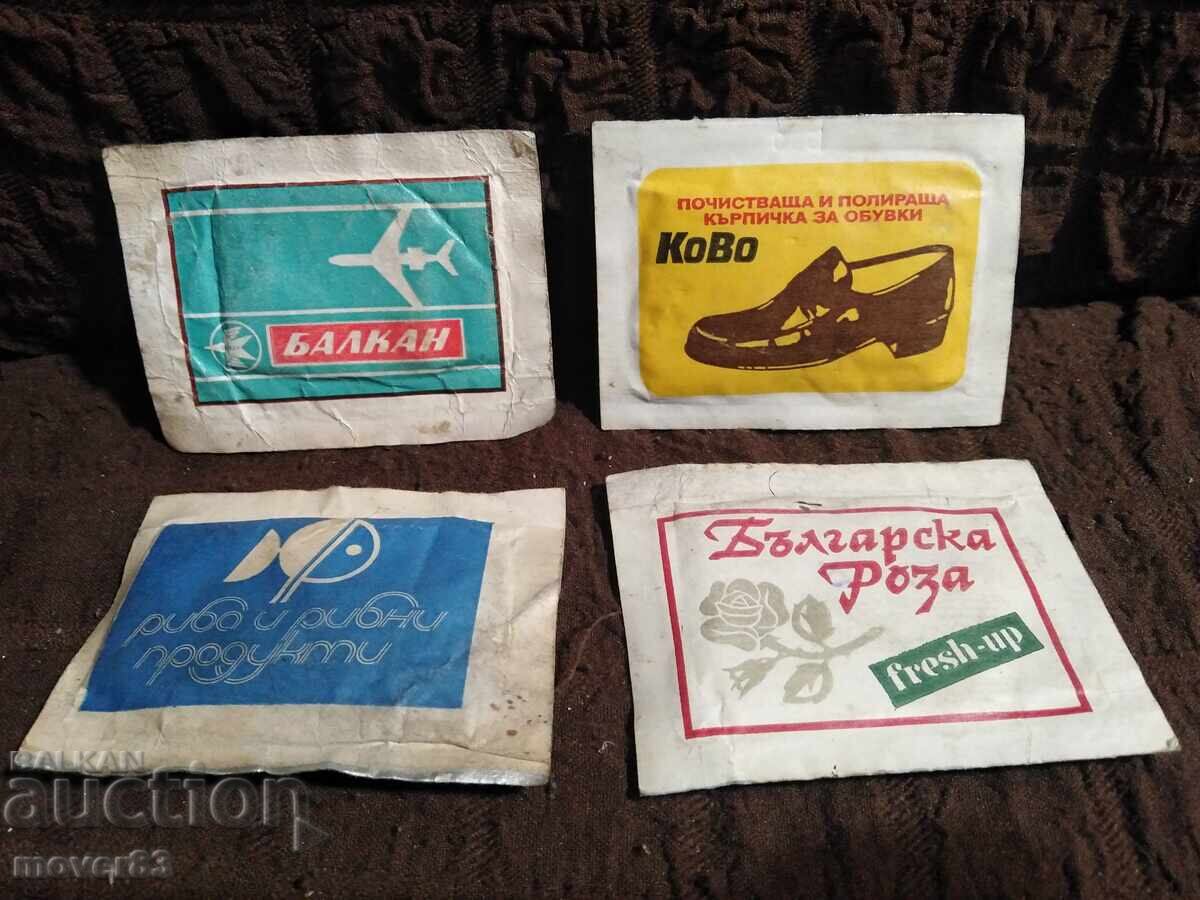 БАЛКАН
ПОЧИСТВАЩА И ПОЛИРАЩА
КЪРПИЧКА ЗА ОБУВКИ
КоВо
риба и рибни
продукти
Българска
Роза
fresh-up
BALKAN
auction
mover83